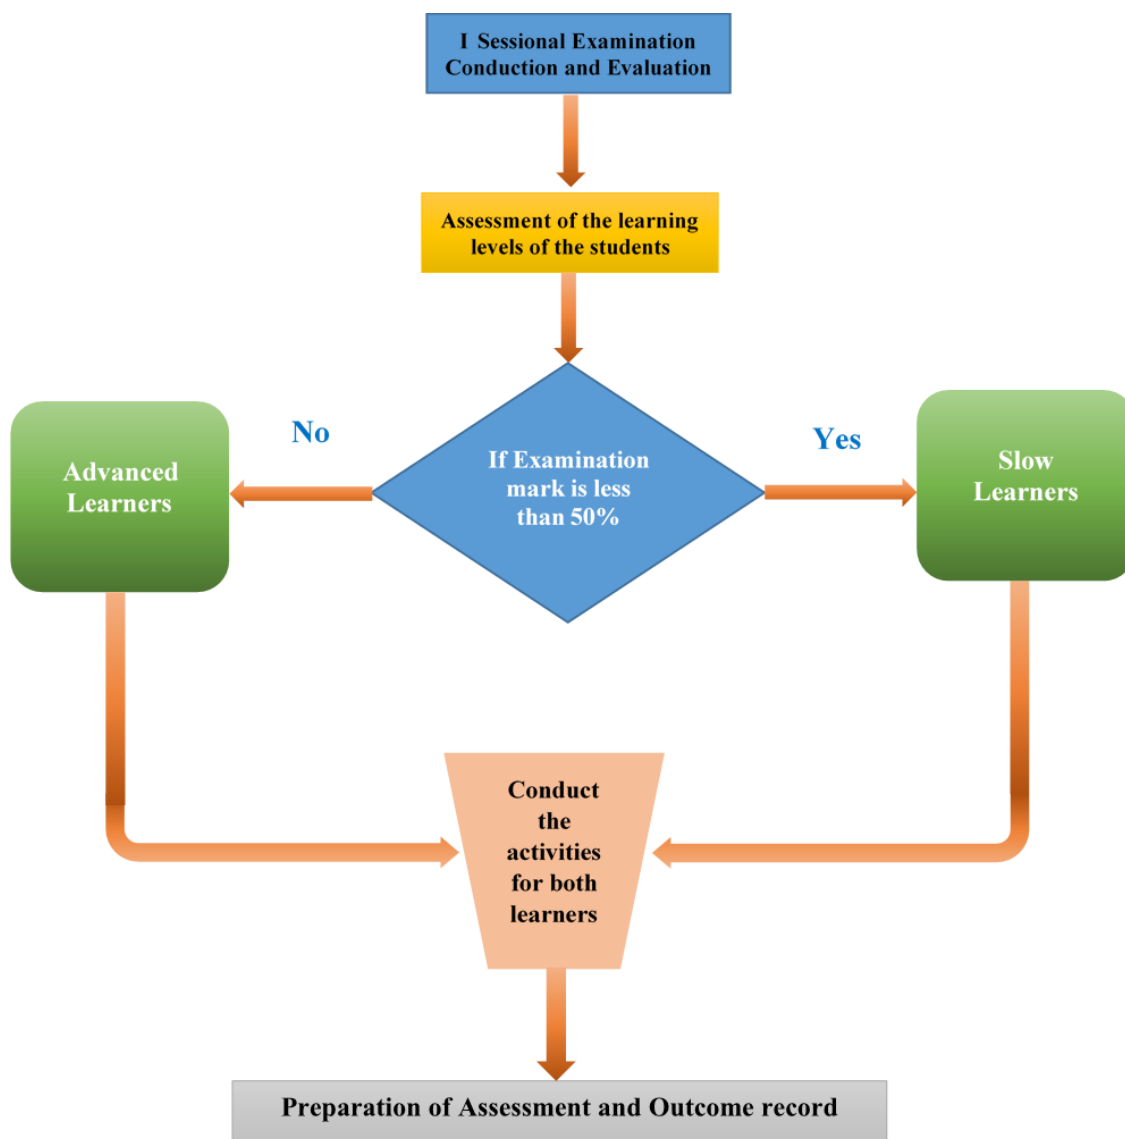 I Sessional Examination
Conduction and Evaluation
Assessment of the learning
levels of the students
If Examination
mark is less
than 50%
No
Yes
Advanced
Learners
Slow
Learners
Conduct
the
activities
for both
learners
Preparation of Assessment and Outcome record